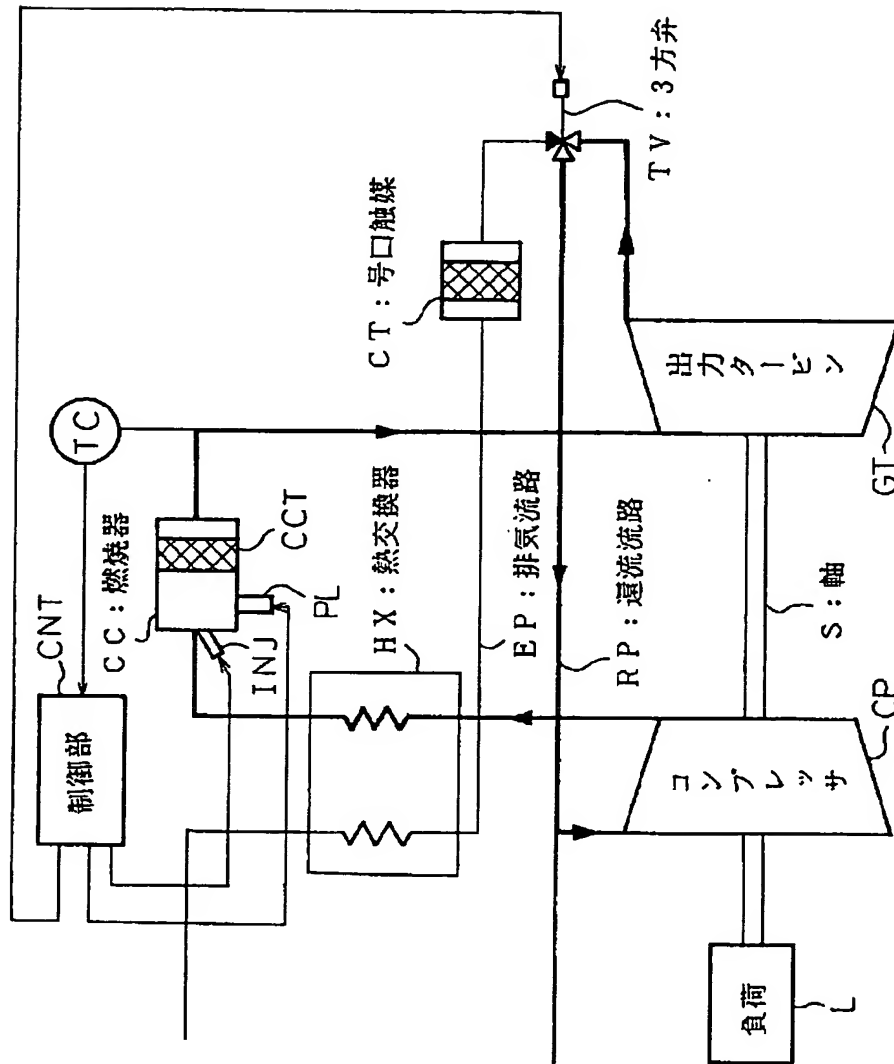 TV:3方弁
CT:号口触媒
TC
CC:燃焼器
CNT
制御部
CCT
PL
INJ
HX:熱交換器
EP:排気流路
RP:還流流路
出力タービン
GT
S:軸
コンプレッサ
CP
負荷
L